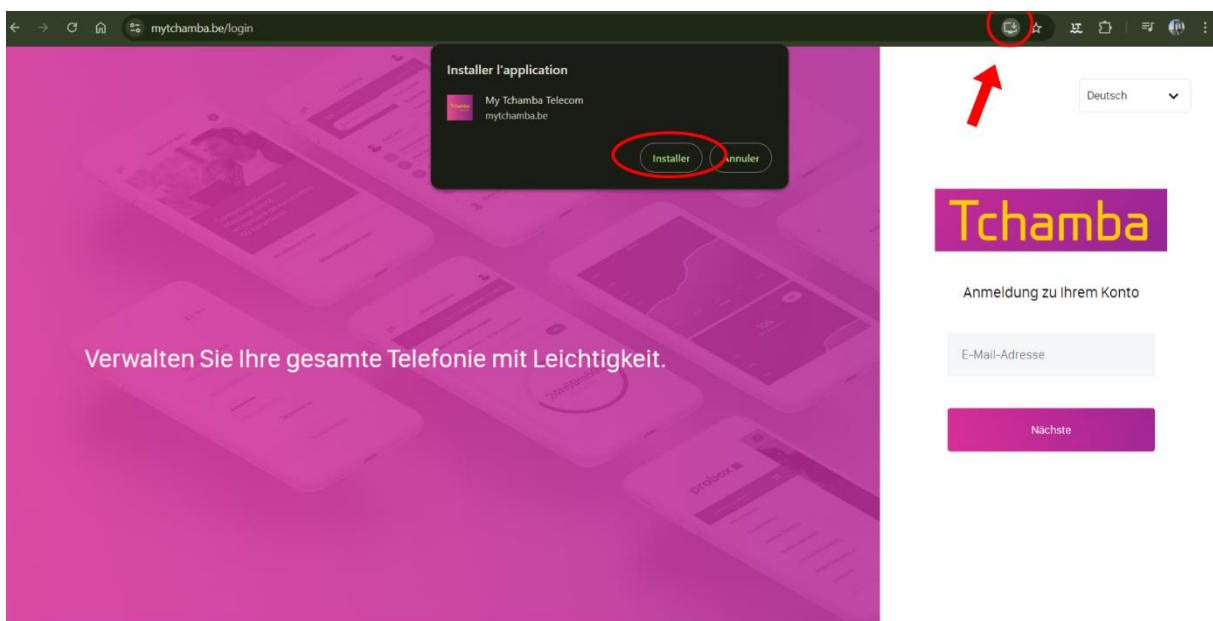 mytchamba.be/login
Installer l'application
My Tchamba Telecom
mytchamba.be
Installer
Annuler
Deutsch
Tchamba
Anmeldung zu Ihrem Konto
E-Mail-Adresse
Nächste
Verwalten Sie Ihre gesamte Telefonie mit Leichtigkeit.
probox